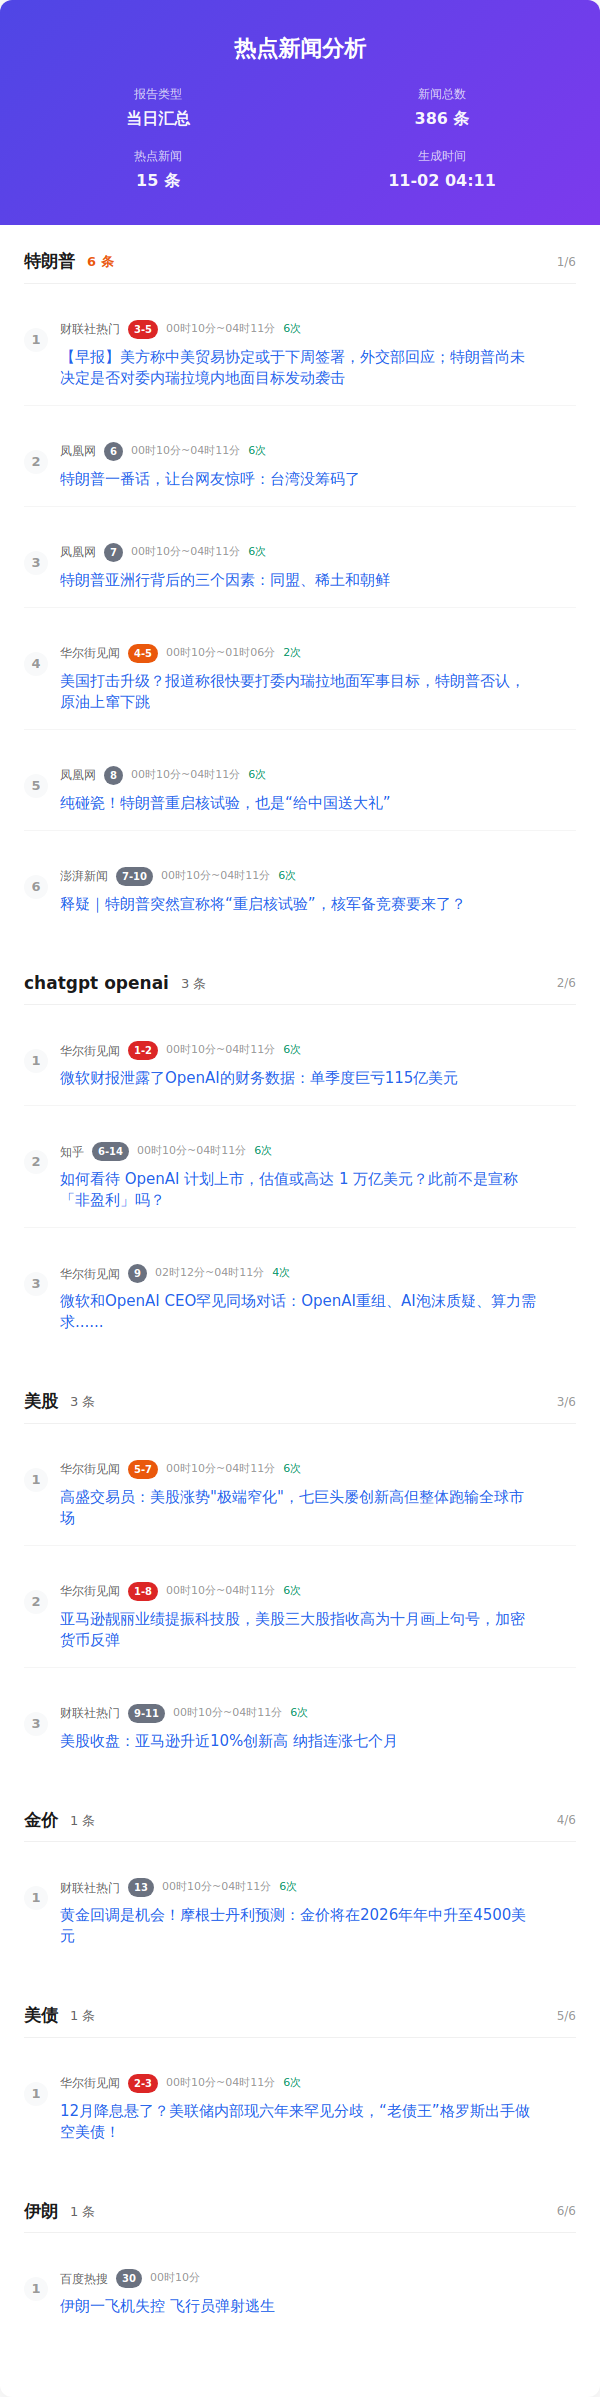 热点新闻分析
报告类型
当日汇总
新闻总数
386 条
热点新闻
15 条
生成时间
11-02 04:11
特朗普 6 条 1/6
1 财联社热门 3-5 00时10分~04时11分 6次
【早报】美方称中美贸易协定或于下周签署，外交部回应；特朗普尚未
决定是否对委内瑞拉境内地面目标发动袭击
2 凤凰网 6 00时10分~04时11分 6次
特朗普一番话，让台网友惊呼：台湾没筹码了
3 凤凰网 7 00时10分~04时11分 6次
特朗普亚洲行背后的三个因素：同盟、稀土和朝鲜
4 华尔街见闻 4-5 00时10分~01时06分 2次
美国打击升级？报道称很快要打委内瑞拉地面军事目标，特朗普否认，
原油上窜下跳
5 凤凰网 8 00时10分~04时11分 6次
纯碰瓷！特朗普重启核试验，也是“给中国送大礼”
6 澎湃新闻 7-10 00时10分~04时11分 6次
释疑｜特朗普突然宣称将“重启核试验”，核军备竞赛要来了？
chatgpt openai 3 条 2/6
1 华尔街见闻 1-2 00时10分~04时11分 6次
微软财报泄露了OpenAI的财务数据：单季度巨亏115亿美元
2 知乎 6-14 00时10分~04时11分 6次
如何看待 OpenAI 计划上市，估值或高达 1 万亿美元？此前不是宣称
「非盈利」吗？
3 华尔街见闻 9 02时12分~04时11分 4次
微软和OpenAI CEO罕见同场对话：OpenAI重组、AI泡沫质疑、算力需
求……
美股 3 条 3/6
1 华尔街见闻 5-7 00时10分~04时11分 6次
高盛交易员：美股涨势"极端窄化"，七巨头屡创新高但整体跑输全球市
场
2 华尔街见闻 1-8 00时10分~04时11分 6次
亚马逊靓丽业绩提振科技股，美股三大股指收高为十月画上句号，加密
货币反弹
3 财联社热门 9-11 00时10分~04时11分 6次
美股收盘：亚马逊升近10%创新高 纳指连涨七个月
金价 1 条 4/6
1 财联社热门 13 00时10分~04时11分 6次
黄金回调是机会！摩根士丹利预测：金价将在2026年年中升至4500美
元
美债 1 条 5/6
1 华尔街见闻 2-3 00时10分~04时11分 6次
12月降息悬了？美联储内部现六年来罕见分歧，“老债王”格罗斯出手做
空美债！
伊朗 1 条 6/6
1 百度热搜 30 00时10分
伊朗一飞机失控 飞行员弹射逃生